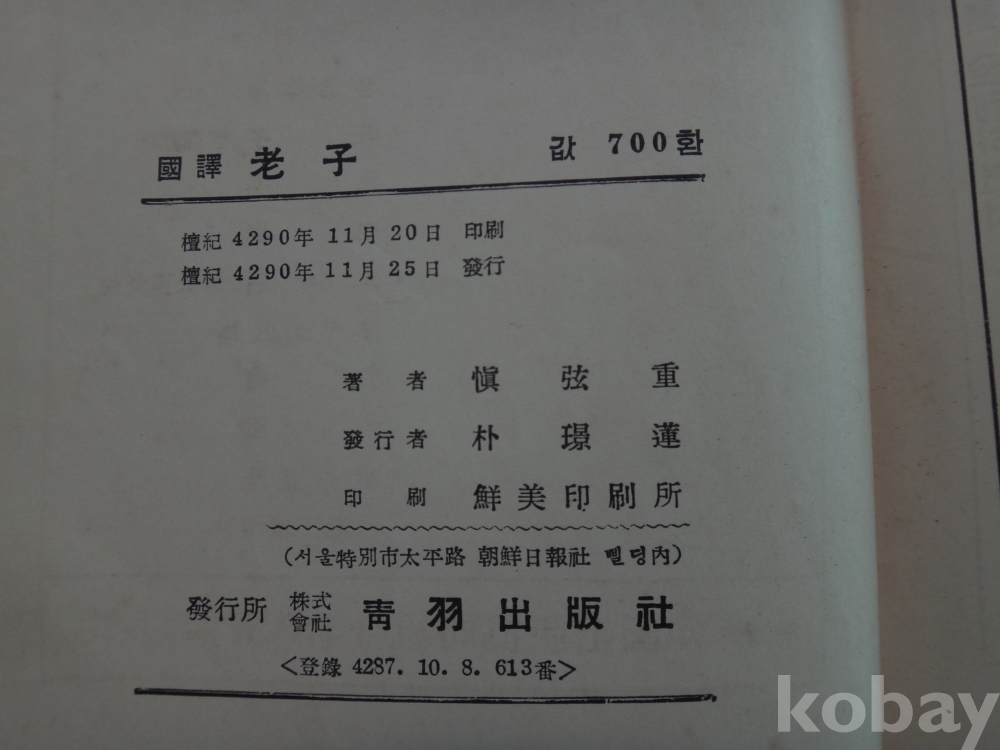 國譯 老子 값 700환
檀紀 4290年 11月 20日 印刷
檀紀 4290年 11月 25日 發行
著者 愼弦重
發行者 朴璟蓮
印刷 鮮美印刷所
(서울特別市太平路 朝鮮日報社 삘딩內)
發行所 株式會社 靑羽出版社
<登錄 4287. 10. 8. 613番>
kobay